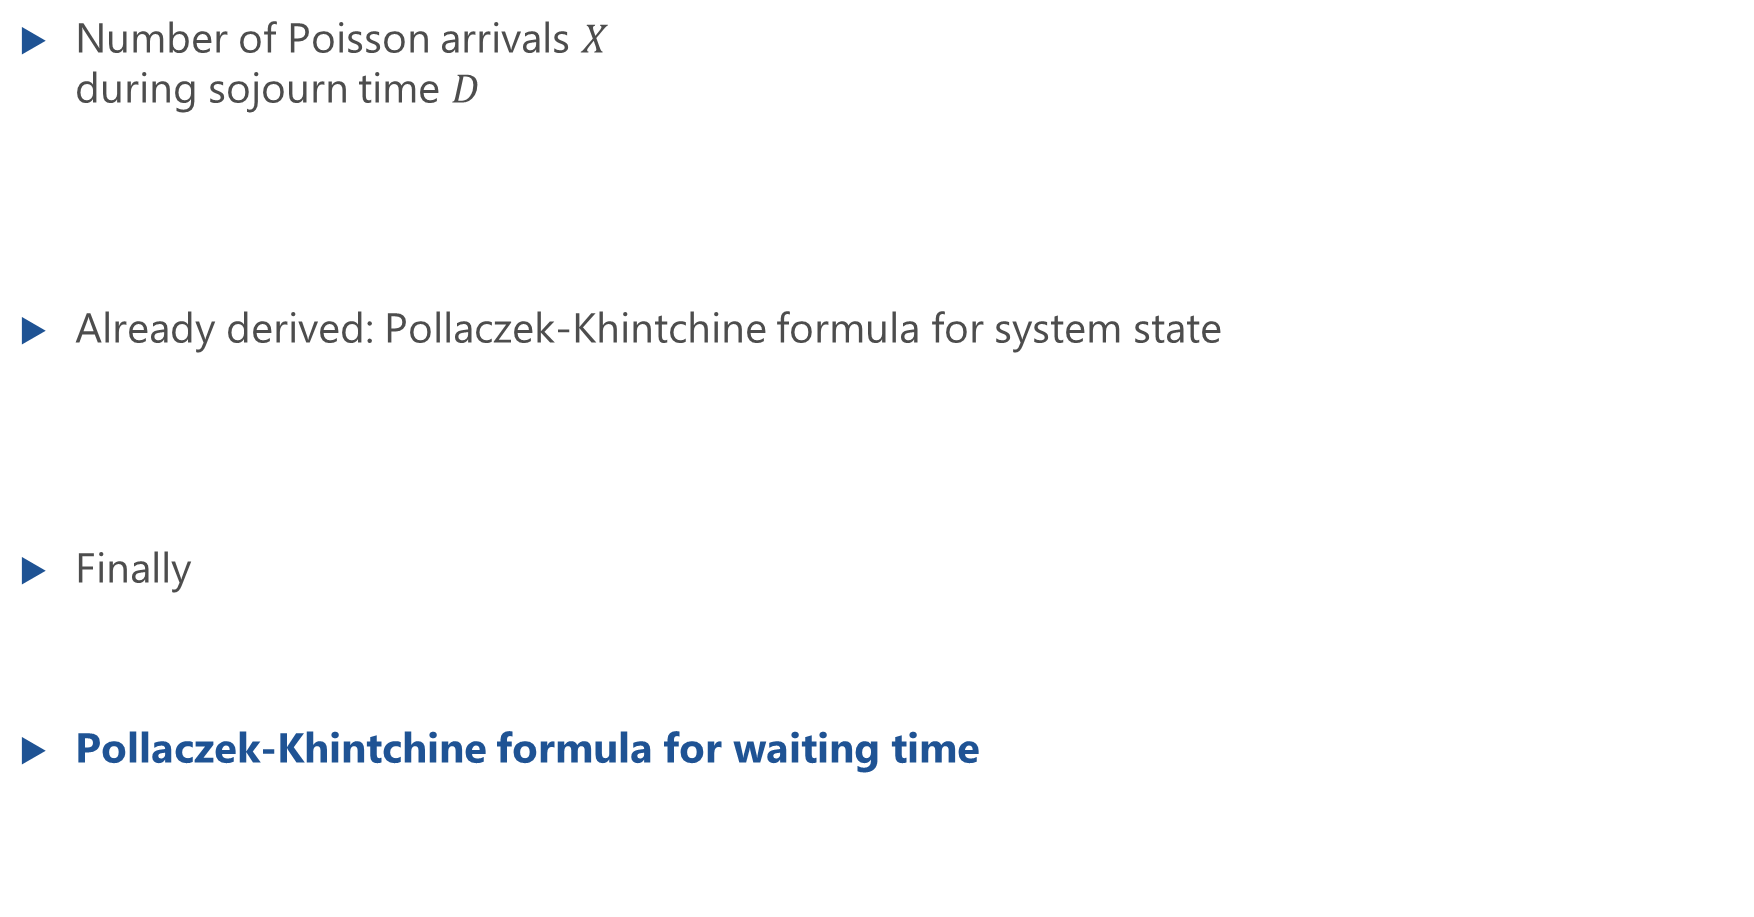 Number of Poisson arrivals X
during sojourn time D
Already derived: Pollaczek-Khintchine formula for system state
Finally
Pollaczek-Khintchine formula for waiting time